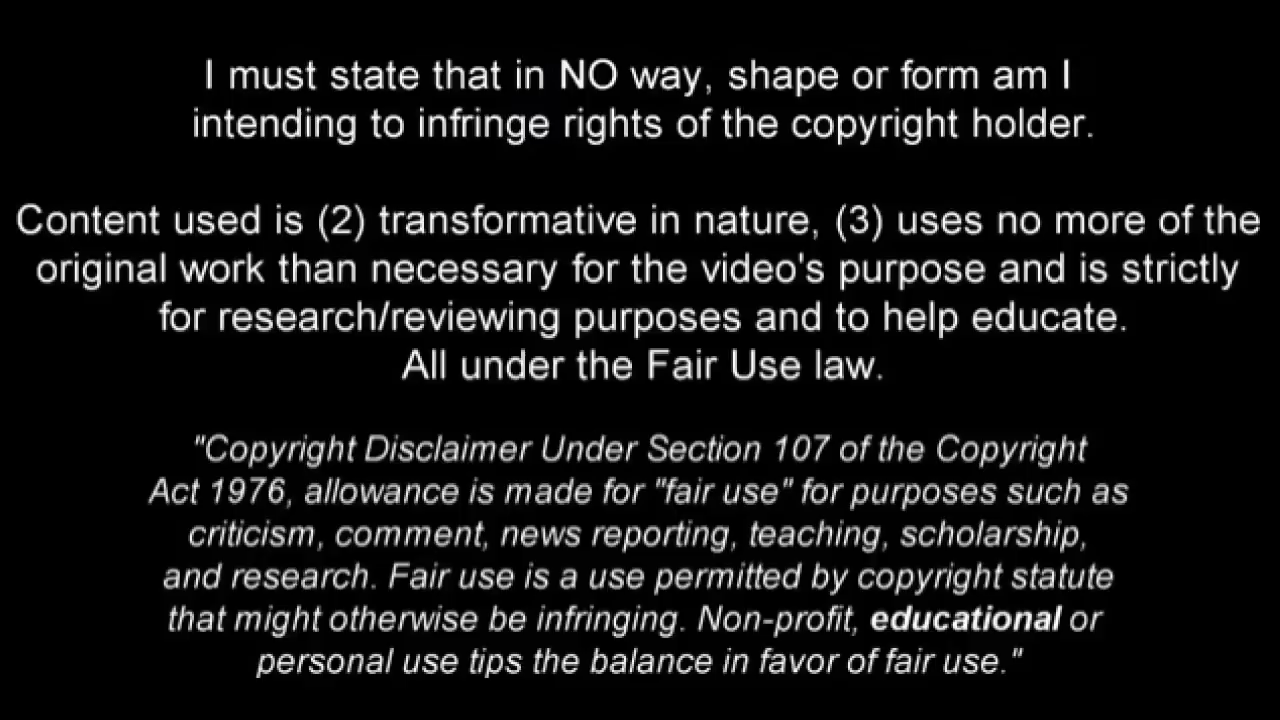 I must state that in NO way, shape or form am I
intending to infringe rights of the copyright holder.
Content used is (2) transformative in nature, (3) uses no more of the
original work than necessary for the video's purpose and is strictly
for research/reviewing purposes and to help educate.
All under the Fair Use law.
"Copyright Disclaimer Under Section 107 of the Copyright
Act 1976, allowance is made for "fair use" for purposes such as
criticism, comment, news reporting, teaching, scholarship,
and research. Fair use is a use permitted by copyright statute
that might otherwise be infringing. Non-profit, educational or
personal use tips the balance in favor of fair use."